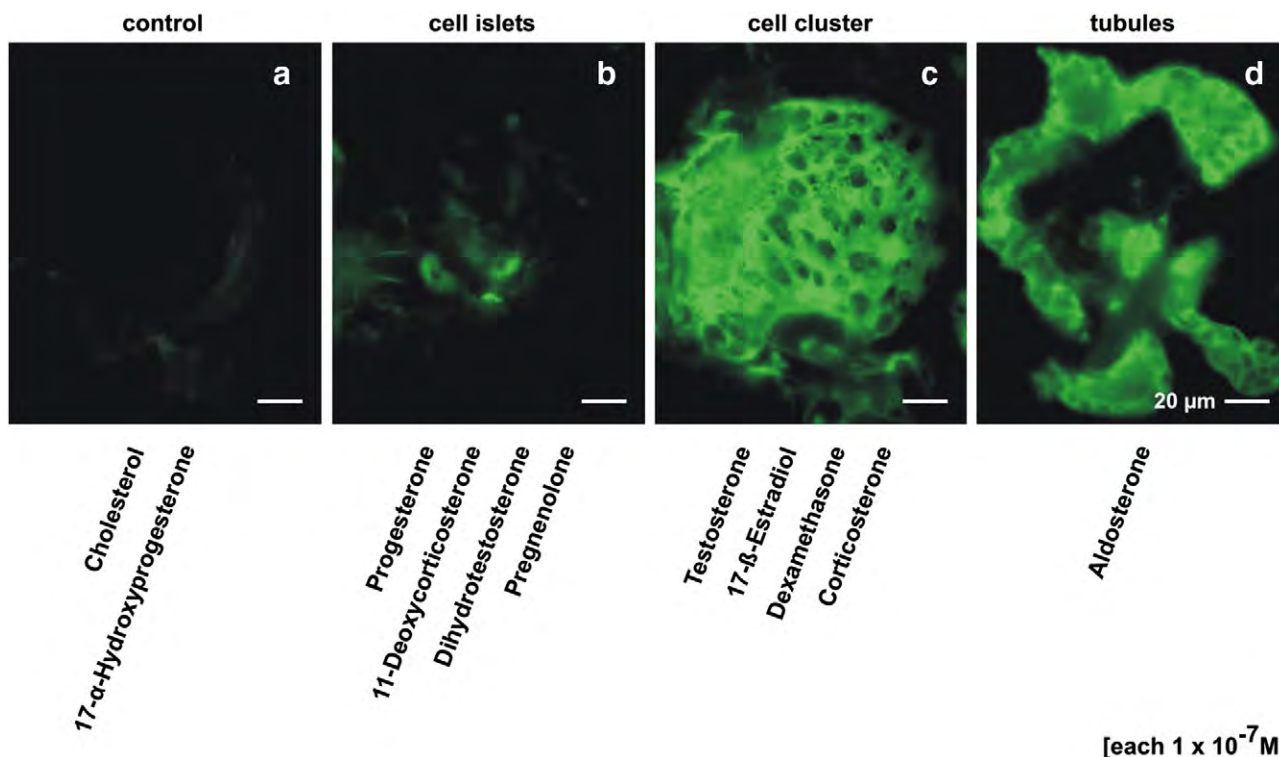 control
cell islets
cell cluster
tubules
a
b
c
d
20 µm
Cholesterol
17-α-Hydroxyprogesterone
Progesterone
11-Deoxycorticosterone
Dihydrotestosterone
Pregnenolone
Testosterone
17-ß-Estradiol
Dexamethasone
Corticosterone
Aldosterone
[each 1 x 10⁻⁷M